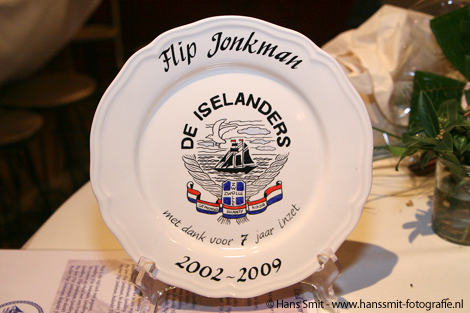 Flip Jonkman
DE ISELANDERS
met dank voor 7 jaar inzet
2002~2009
© Hans Smit - www.hanssmit-fotografie.nl